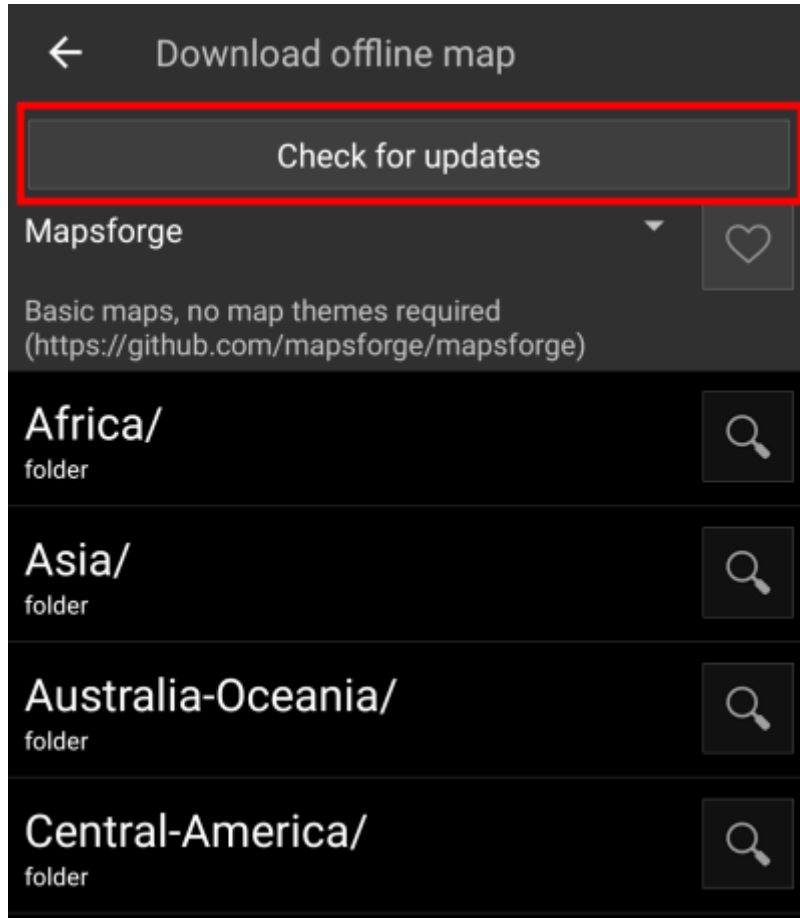 Download offline map
Check for updates
Mapsforge
Basic maps, no map themes required
(https://github.com/mapsforge/mapsforge)
Africa/
folder
Asia/
folder
Australia-Oceania/
folder
Central-America/
folder